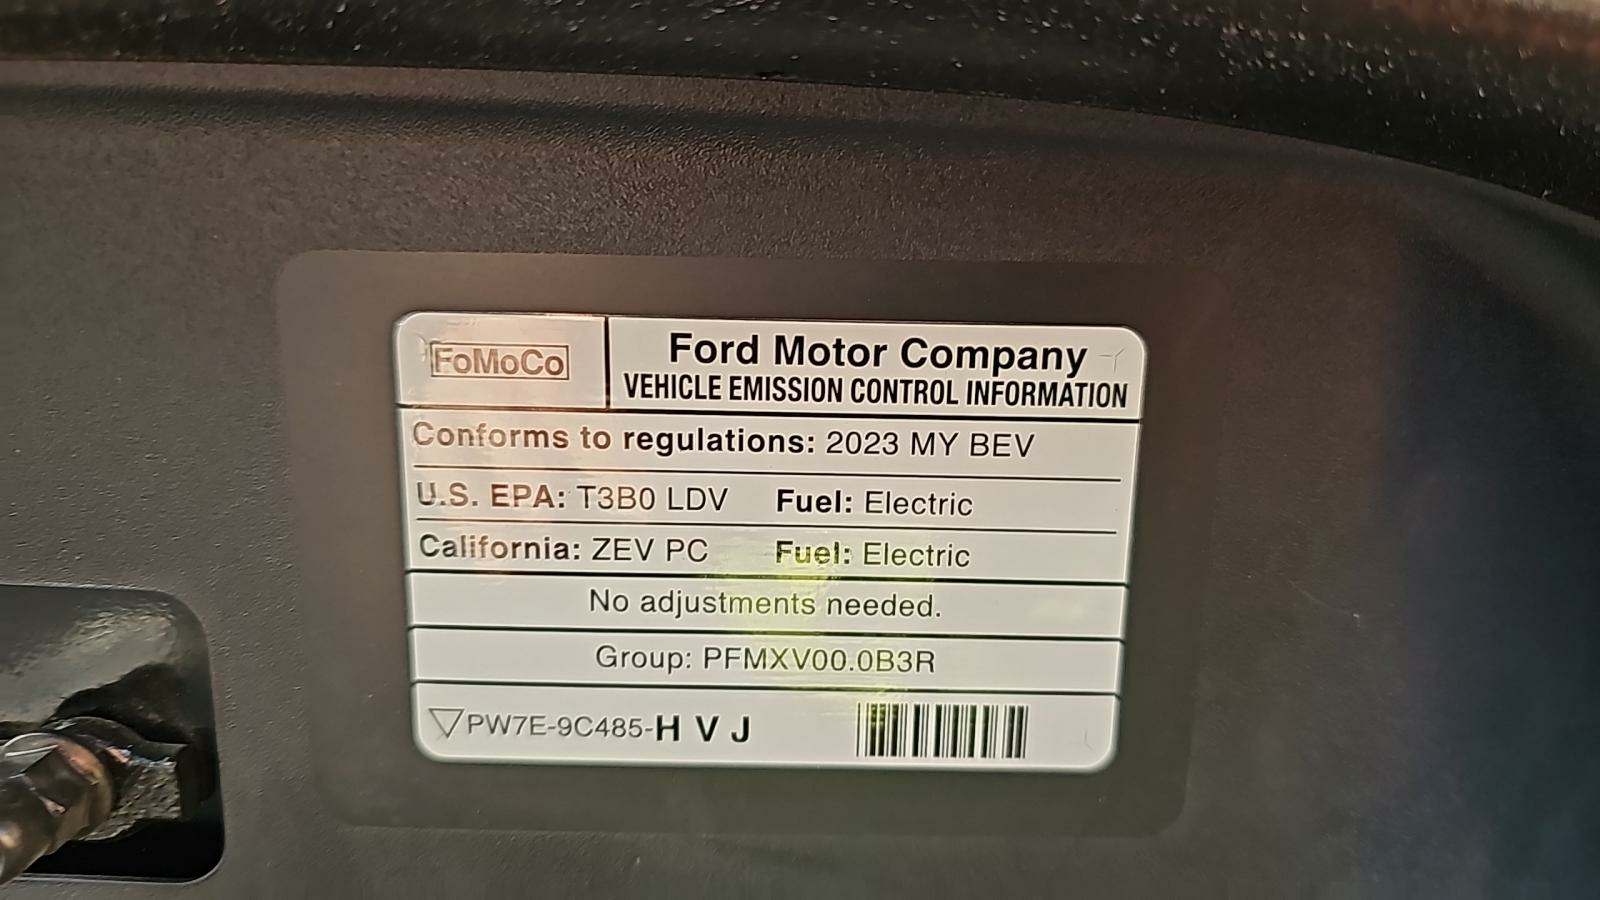 FoMoCo
Ford Motor Company
VEHICLE EMISSION CONTROL INFORMATION
Conforms to regulations: 2023 MY BEV
U.S. EPA: T3B0 LDV Fuel: Electric
California: ZEV PC Fuel: Electric
No adjustments needed.
Group: PFMXV00.0B3R
PW7E-9C485-H V J